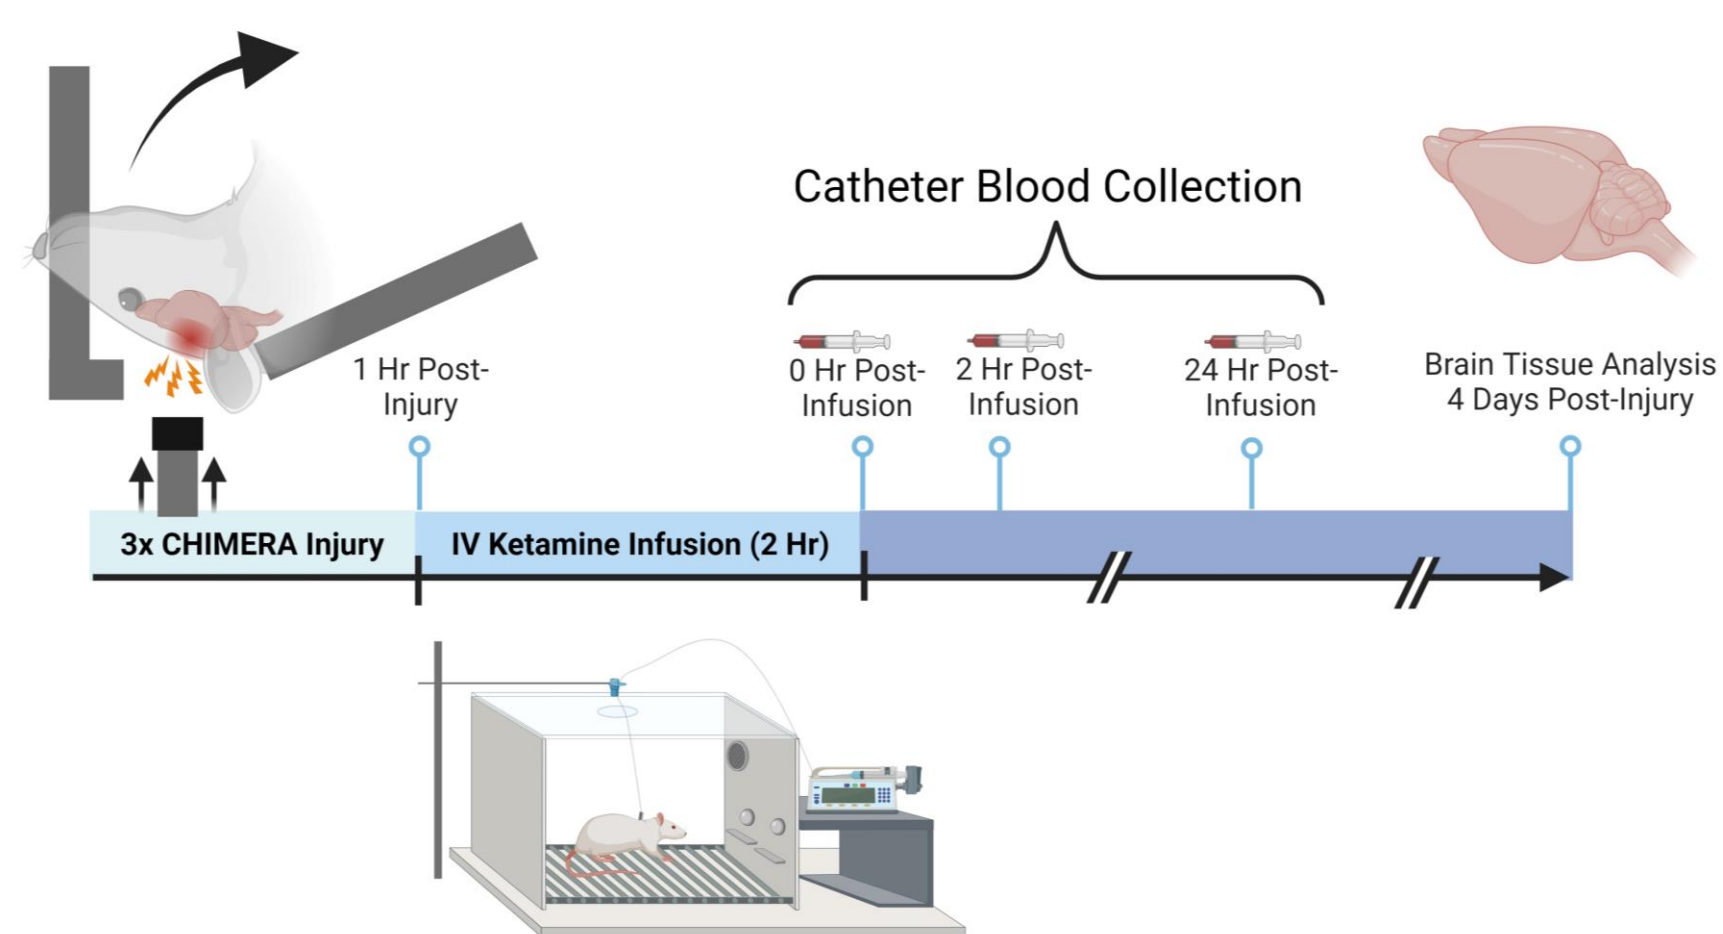 Catheter Blood Collection
1 Hr Post-
Injury
0 Hr Post-
Infusion
2 Hr Post-
Infusion
24 Hr Post-
Infusion
Brain Tissue Analysis
4 Days Post-Injury
3x CHIMERA Injury
IV Ketamine Infusion (2 Hr)